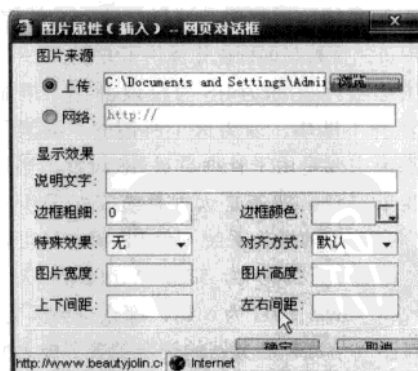 图片属性(插入) -- 网页对话框
图片来源
上传: C:\Documents and Settings\Admi 浏览...
网络: http://
显示效果
说明文字:
边框粗细: 0 边框颜色:
特殊效果: 无 对齐方式: 默认
图片宽度: 图片高度:
上下间距: 左右间距:
确定 取消
http://www.beautyjolin.c Internet